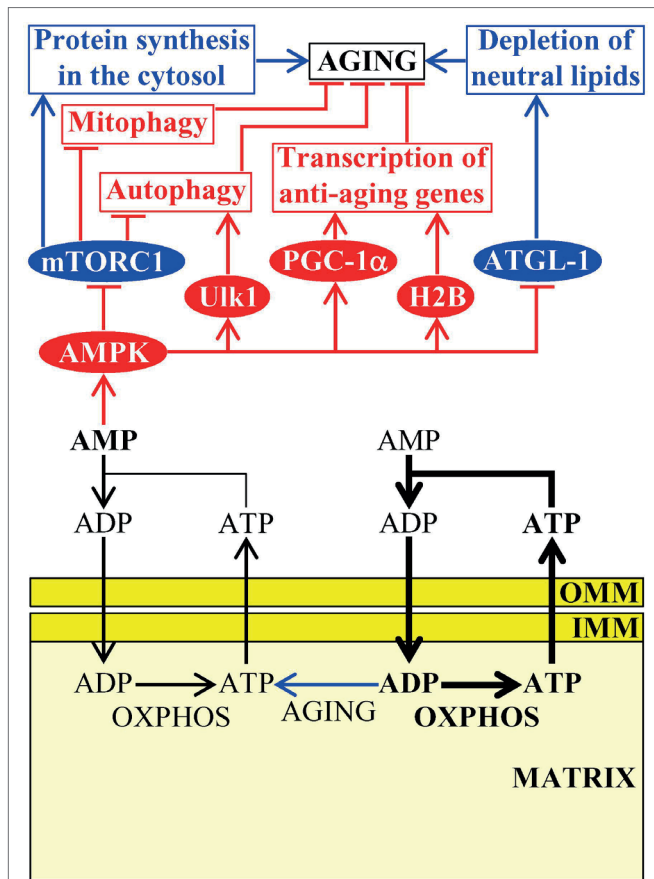 Protein synthesis
in the cytosol
AGING
Depletion of
neutral lipids
Mitophagy
Autophagy
Transcription of
anti-aging genes
mTORC1
Ulk1
PGC-1α
H2B
ATGL-1
AMPK
AMP
AMP
ADP
ATP
ADP
ATP
OMM
IMM
ADP
ATP
ADP
ATP
OXPHOS
AGING
OXPHOS
MATRIX